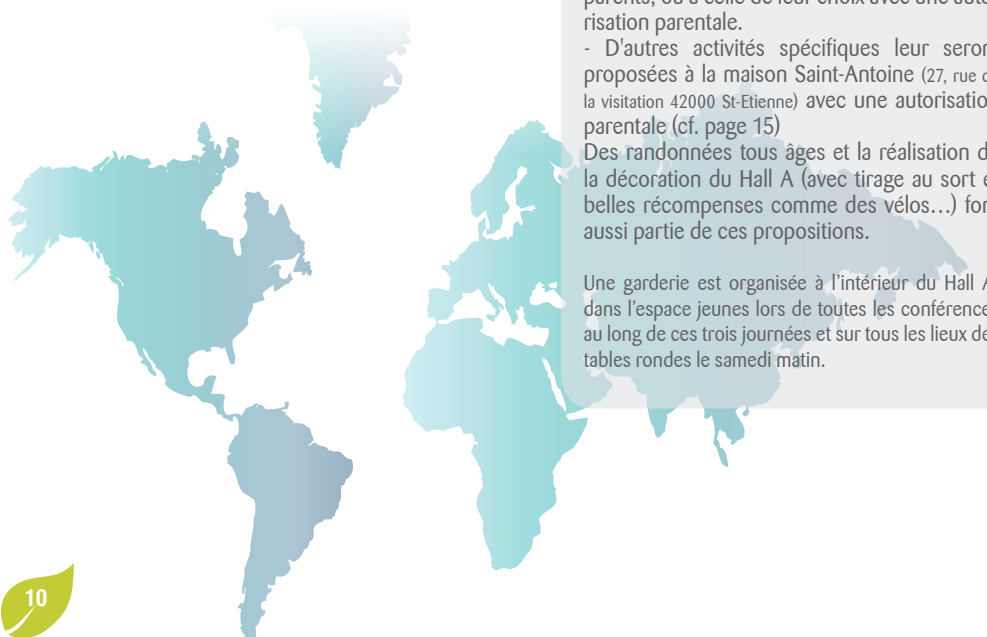 parents, ou à celle de leur choix avec une auto
risation parentale.
- D'autres activités spécifiques leur seron
proposées à la maison Saint-Antoine (27, rue d
la visitation 42000 St-Etienne) avec une autorisatio
parentale (cf. page 15)
Des randonnées tous âges et la réalisation d
la décoration du Hall A (avec tirage au sort e
belles récompenses comme des vélos…) fon
aussi partie de ces propositions.
Une garderie est organisée à l'intérieur du Hall A
dans l'espace jeunes lors de toutes les conférence
au long de ces trois journées et sur tous les lieux de
tables rondes le samedi matin.
10